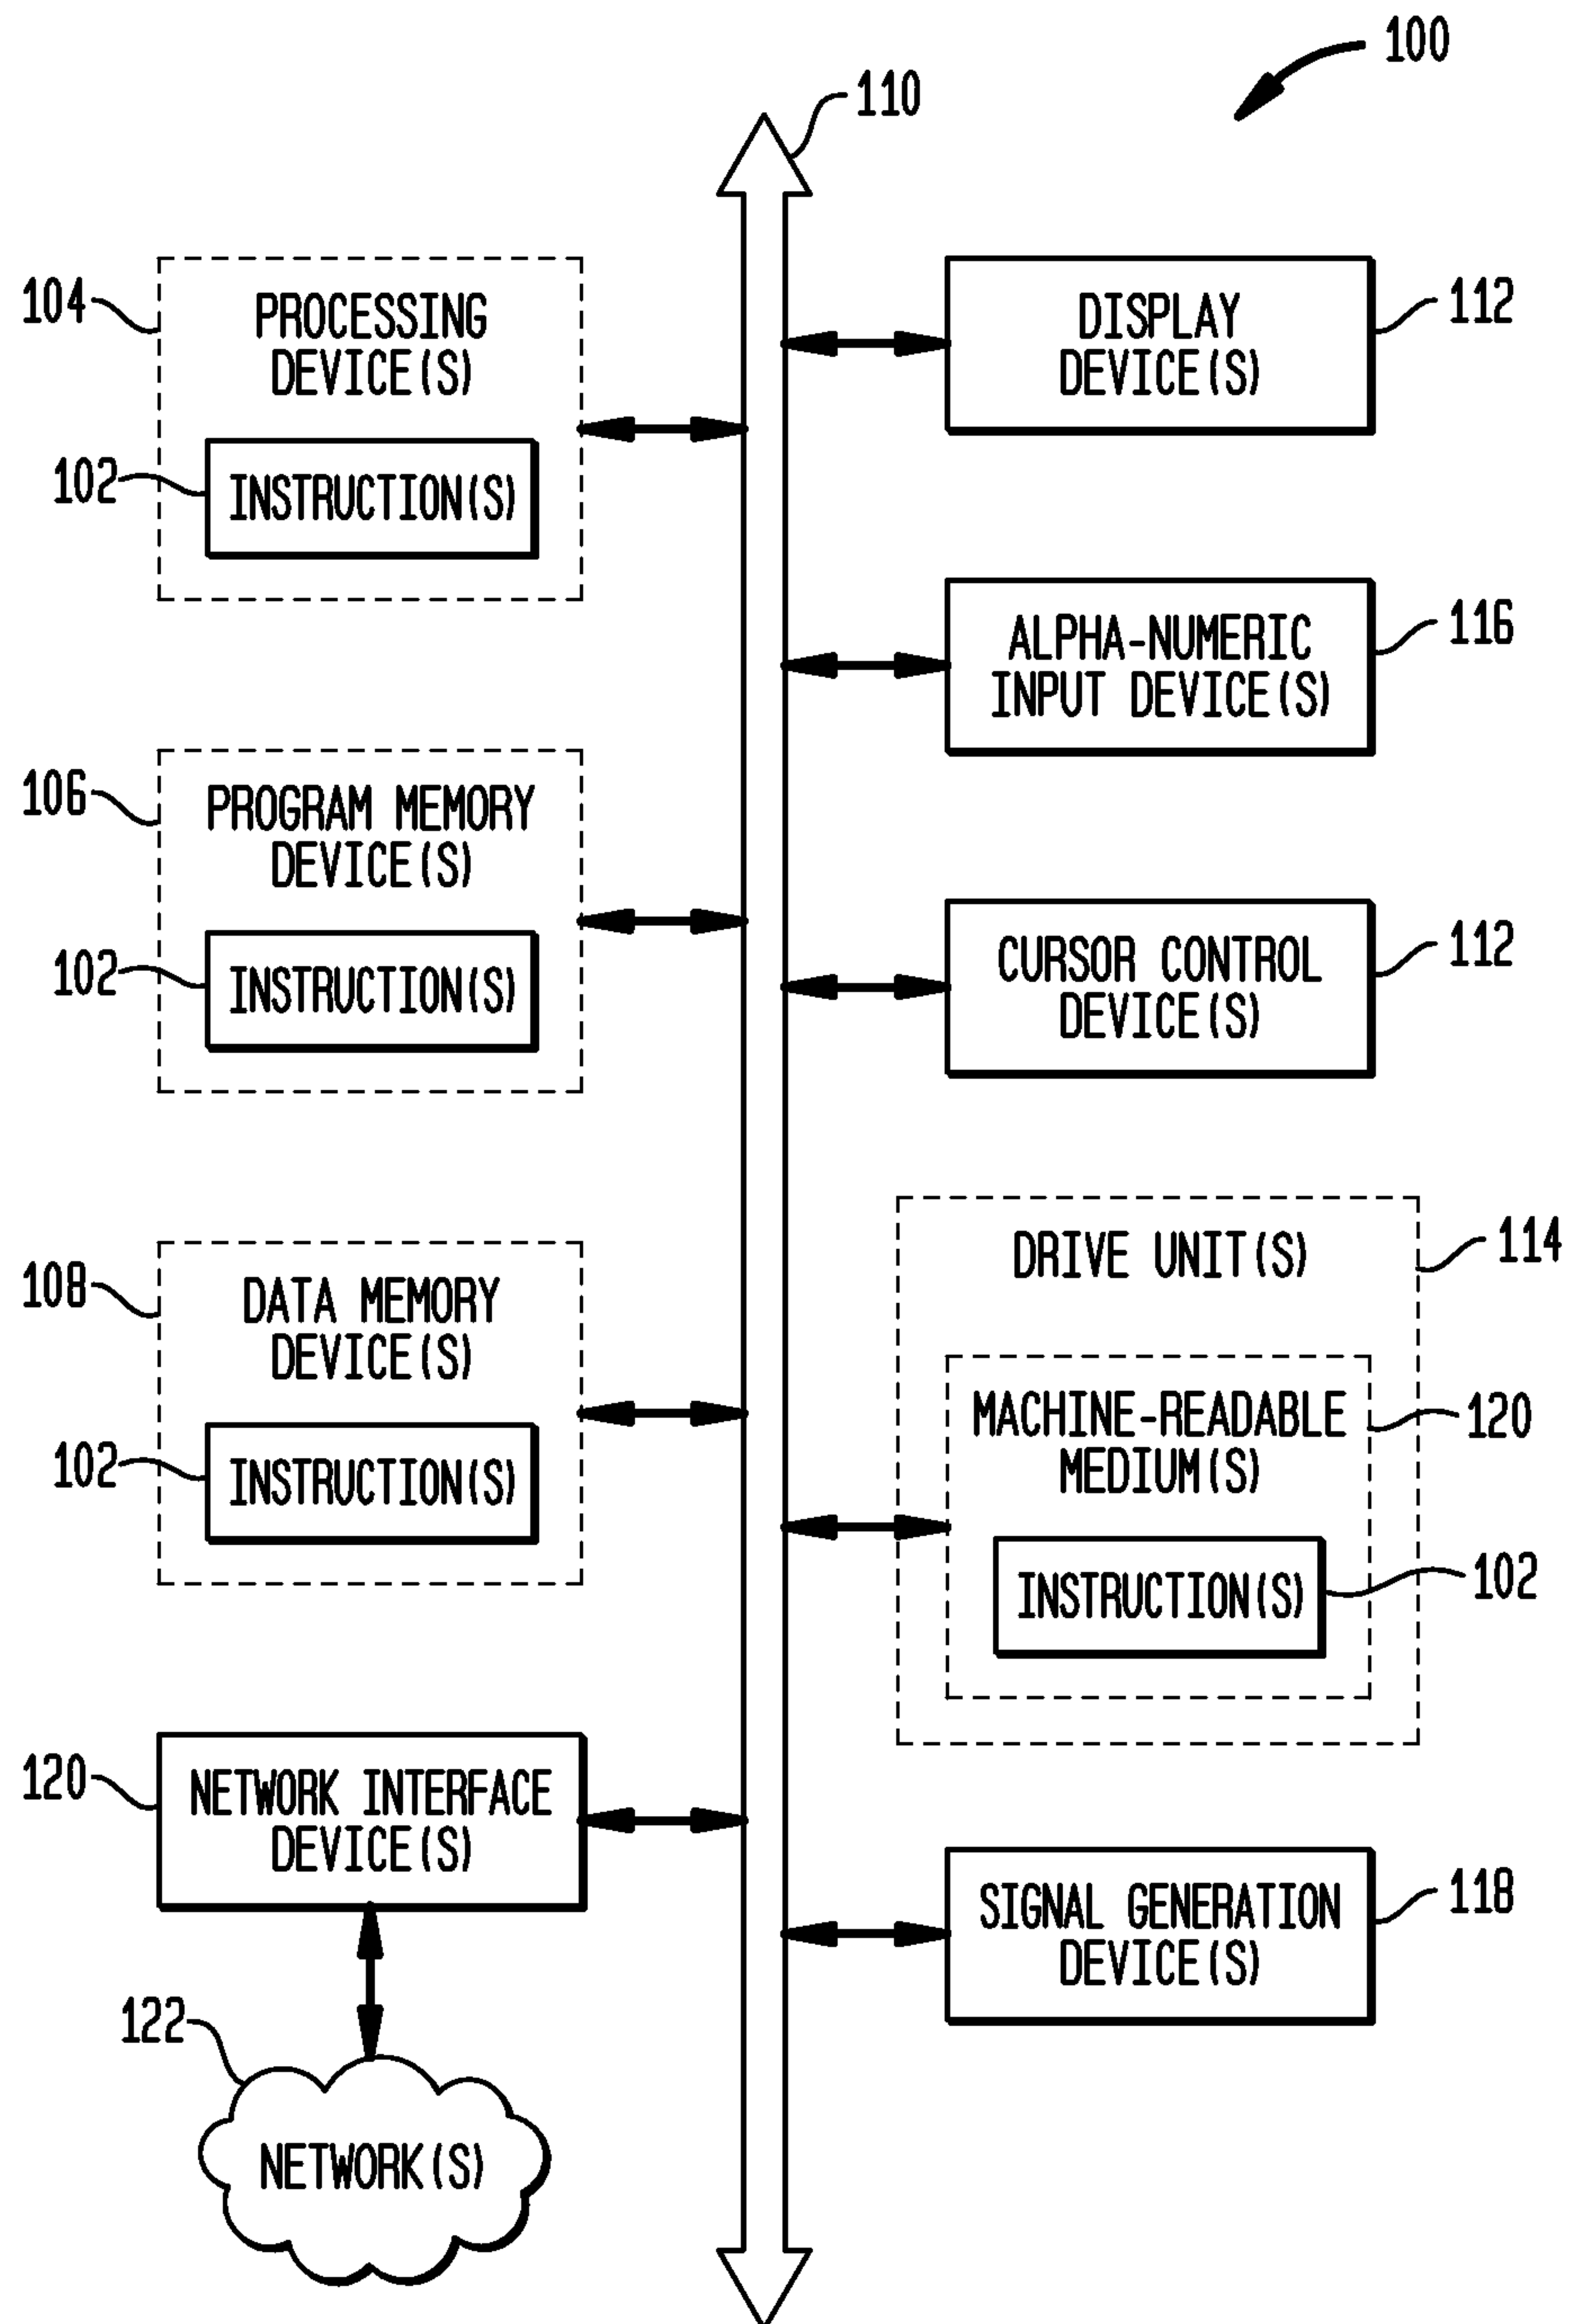 100
110
104
PROCESSING
DEVICE(S)
102
INSTRUCTION(S)
106
PROGRAM MEMORY
DEVICE(S)
102
INSTRUCTION(S)
108
DATA MEMORY
DEVICE(S)
102
INSTRUCTION(S)
120
NETWORK INTERFACE
DEVICE(S)
122
NETWORK(S)
DISPLAY
DEVICE(S)
112
ALPHA-NUMERIC
INPUT DEVICE(S)
116
CURSOR CONTROL
DEVICE(S)
112
DRIVE UNIT(S)
114
MACHINE-READABLE
MEDIUM(S)
120
INSTRUCTION(S)
102
SIGNAL GENERATION
DEVICE(S)
118